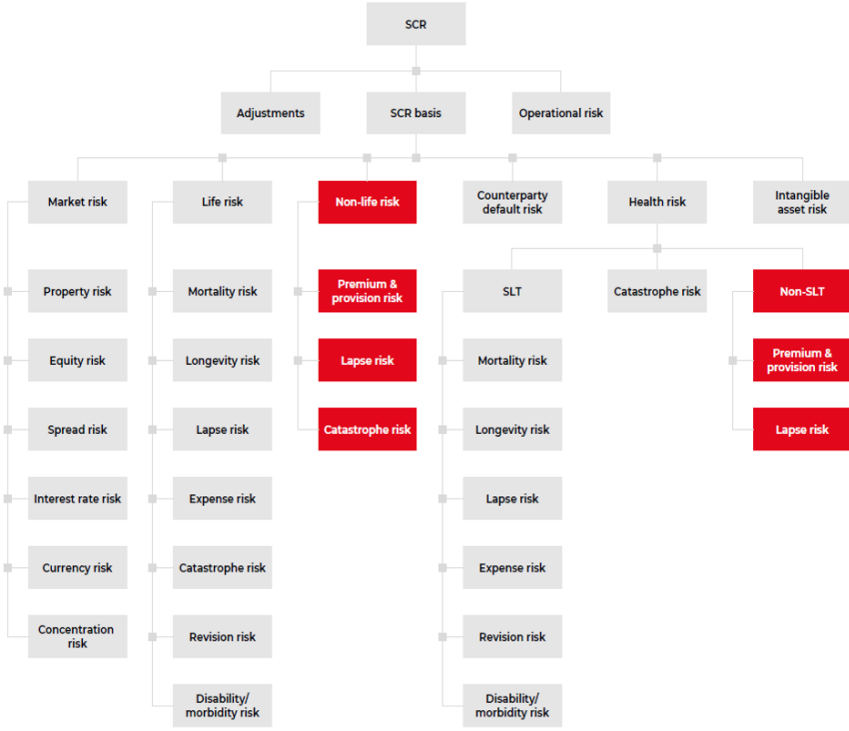 SCR
Adjustments
SCR basis
Operational risk
Market risk
Life risk
Non-life risk
Counterparty
default risk
Health risk
Intangible
asset risk
Property risk
Mortality risk
Premium &
provision risk
SLT
Catastrophe risk
Non-SLT
Equity risk
Longevity risk
Lapse risk
Mortality risk
Premium &
provision risk
Spread risk
Lapse risk
Catastrophe risk
Longevity risk
Lapse risk
Interest rate risk
Expense risk
Lapse risk
Currency risk
Catastrophe risk
Expense risk
Concentration
risk
Revision risk
Revision risk
Disability/
morbidity risk
Disability/
morbidity risk